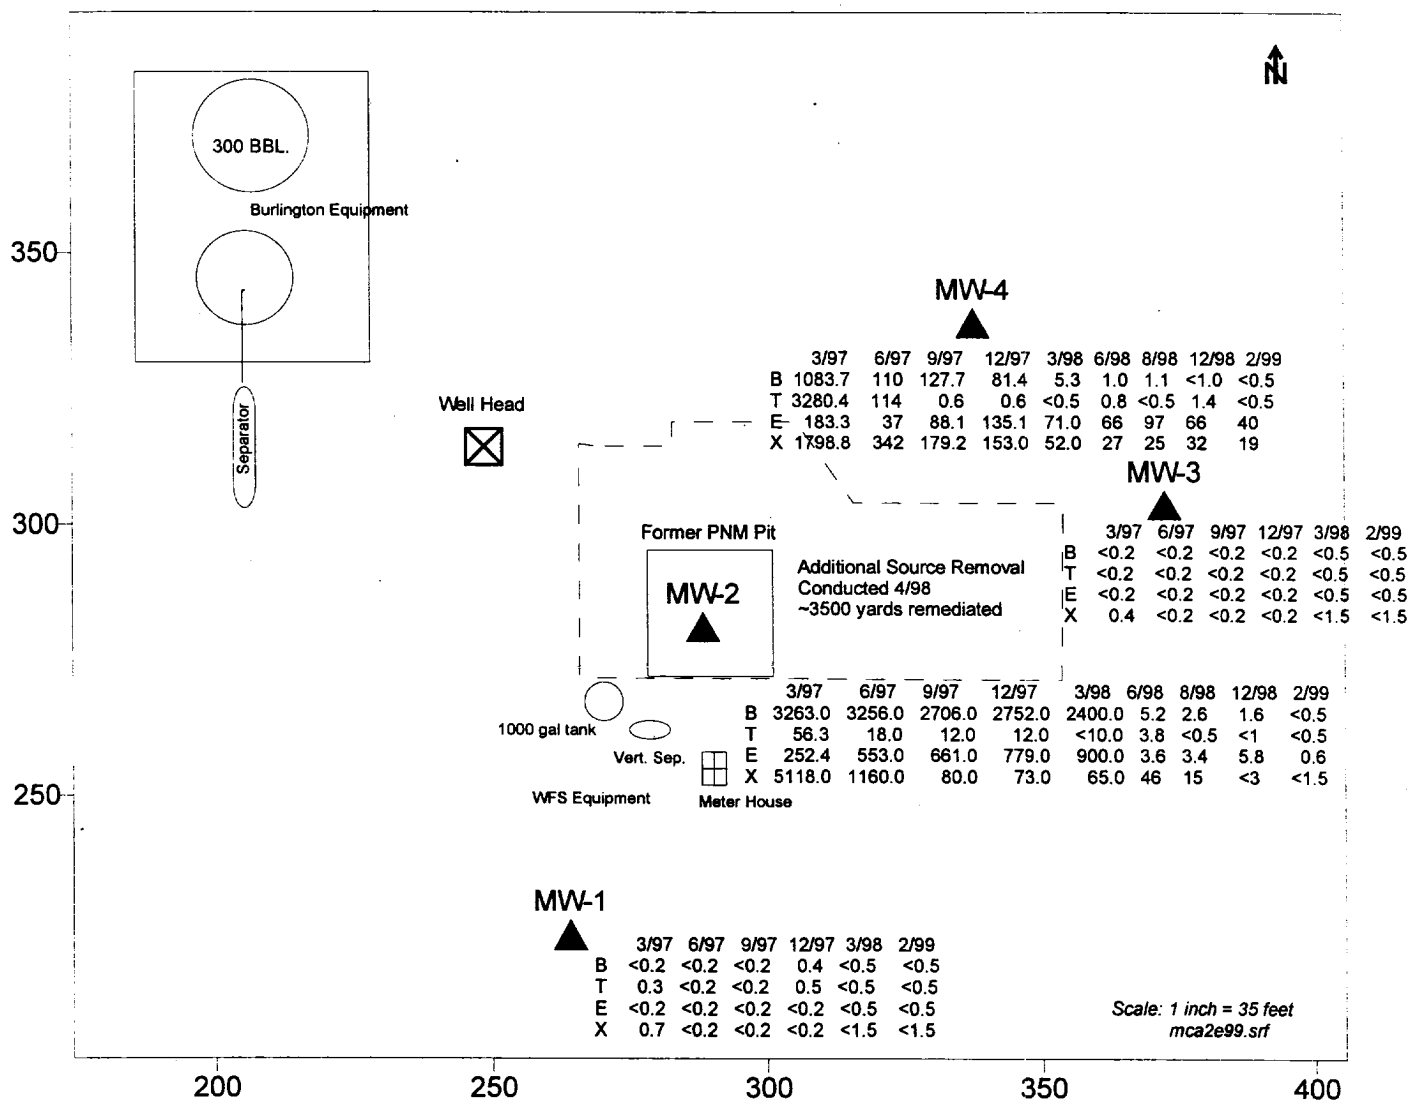 N
300 BBL.
Burlington Equipment
350
MW-4
3/97 6/97 9/97 12/97 3/98 6/98 8/98 12/98 2/99
B 1083.7 110 127.7 81.4 5.3 1.0 1.1 <1.0 <0.5
T 3280.4 114 0.6 0.6 <0.5 0.8 <0.5 1.4 <0.5
E 183.3 37 88.1 135.1 71.0 66 97 66 40
X 1798.8 342 179.2 153.0 52.0 27 25 32 19
Well Head
Separator
MW-3
3/97 6/97 9/97 12/97 3/98 2/99
B <0.2 <0.2 <0.2 <0.2 <0.5 <0.5
T <0.2 <0.2 <0.2 <0.2 <0.5 <0.5
E <0.2 <0.2 <0.2 <0.2 <0.5 <0.5
X 0.4 <0.2 <0.2 <0.2 <1.5 <1.5
300
Former PNM Pit
MW-2
Additional Source Removal
Conducted 4/98
~3500 yards remediated
3/97 6/97 9/97 12/97 3/98 6/98 8/98 12/98 2/99
B 3263.0 3256.0 2706.0 2752.0 2400.0 5.2 2.6 1.6 <0.5
T 56.3 18.0 12.0 12.0 <10.0 3.8 <0.5 <1 <0.5
E 252.4 553.0 661.0 779.0 900.0 3.6 3.4 5.8 0.6
X 5118.0 1160.0 80.0 73.0 65.0 46 15 <3 <1.5
1000 gal tank
Vert. Sep.
WFS Equipment
Meter House
250
MW-1
3/97 6/97 9/97 12/97 3/98 2/99
B <0.2 <0.2 <0.2 0.4 <0.5 <0.5
T 0.3 <0.2 <0.2 0.5 <0.5 <0.5
E <0.2 <0.2 <0.2 <0.2 <0.5 <0.5
X 0.7 <0.2 <0.2 <0.2 <1.5 <1.5
Scale: 1 inch = 35 feet
mca2e99.srf
200 250 300 350 400